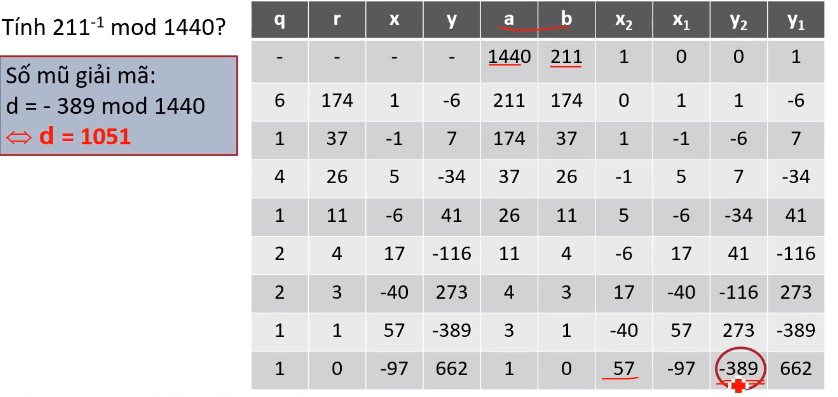 Tính 211⁻¹ mod 1440?
Số mũ giải mã:
d = - 389 mod 1440
⇔ d = 1051
q r x y a b x₂ x₁ y₂ y₁
- - - - 1440 211 1 0 0 1
6 174 1 -6 211 174 0 1 1 -6
1 37 -1 7 174 37 1 -1 -6 7
4 26 5 -34 37 26 -1 5 7 -34
1 11 -6 41 26 11 5 -6 -34 41
2 4 17 -116 11 4 -6 17 41 -116
2 3 -40 273 4 3 17 -40 -116 273
1 1 57 -389 3 1 -40 57 273 -389
1 0 -97 662 1 0 57 -97 -389 662